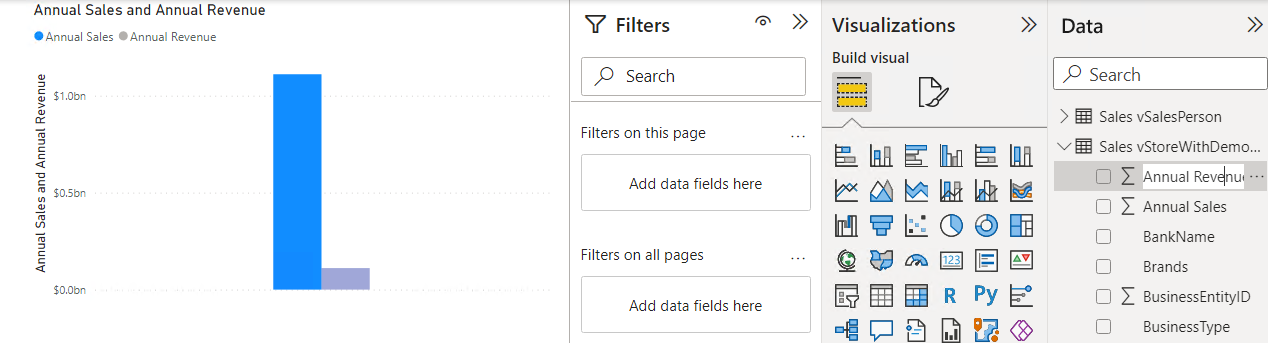 Annual Sales and Annual Revenue
Annual Sales Annual Revenue
Annual Sales and Annual Revenue
$1.0bn
$0.5bn
$0.0bn
Filters
Search
Filters on this page
...
Add data fields here
Filters on all pages
...
Add data fields here
Visualizations
Build visual
123
R
Py
Data
Search
Sales vSalesPerson
Sales vStoreWithDemo...
Σ Annual Revenu ...
Σ Annual Sales
BankName
Brands
Σ BusinessEntityID
BusinessType